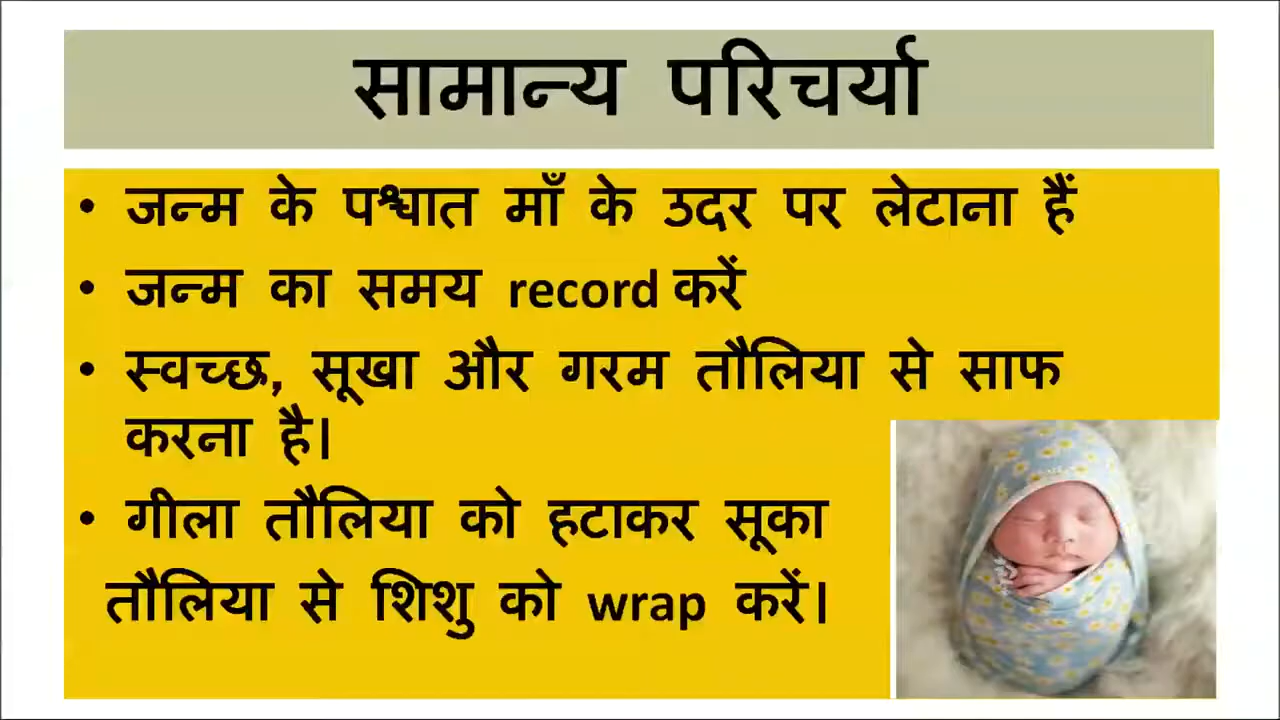 सामान्य परिचर्या
• जन्म के पश्चात माँ के उदर पर लेटाना हैं
• जन्म का समय record करें
• स्वच्छ, सूखा और गरम तौलिया से साफ
करना है।
• गीला तौलिया को हटाकर सूका
तौलिया से शिशु को wrap करें।